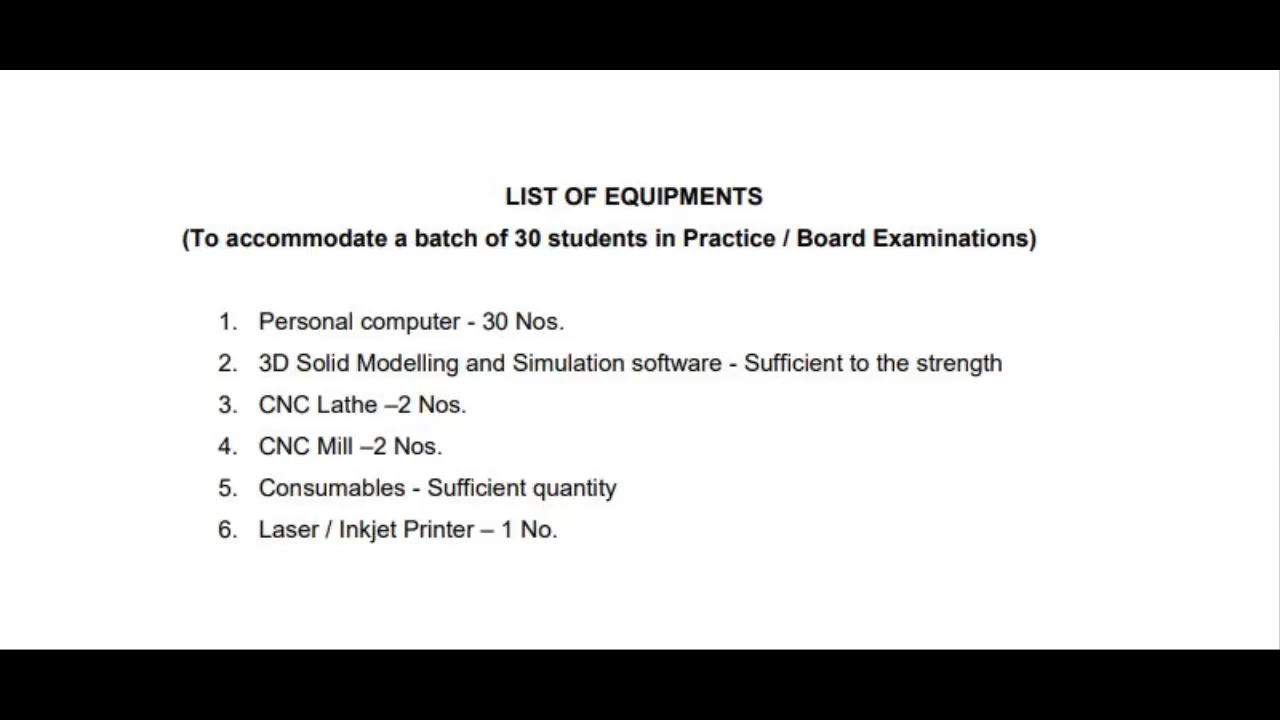 LIST OF EQUIPMENTS
(To accommodate a batch of 30 students in Practice / Board Examinations)
1. Personal computer - 30 Nos.
2. 3D Solid Modelling and Simulation software - Sufficient to the strength
3. CNC Lathe –2 Nos.
4. CNC Mill –2 Nos.
5. Consumables - Sufficient quantity
6. Laser / Inkjet Printer – 1 No.